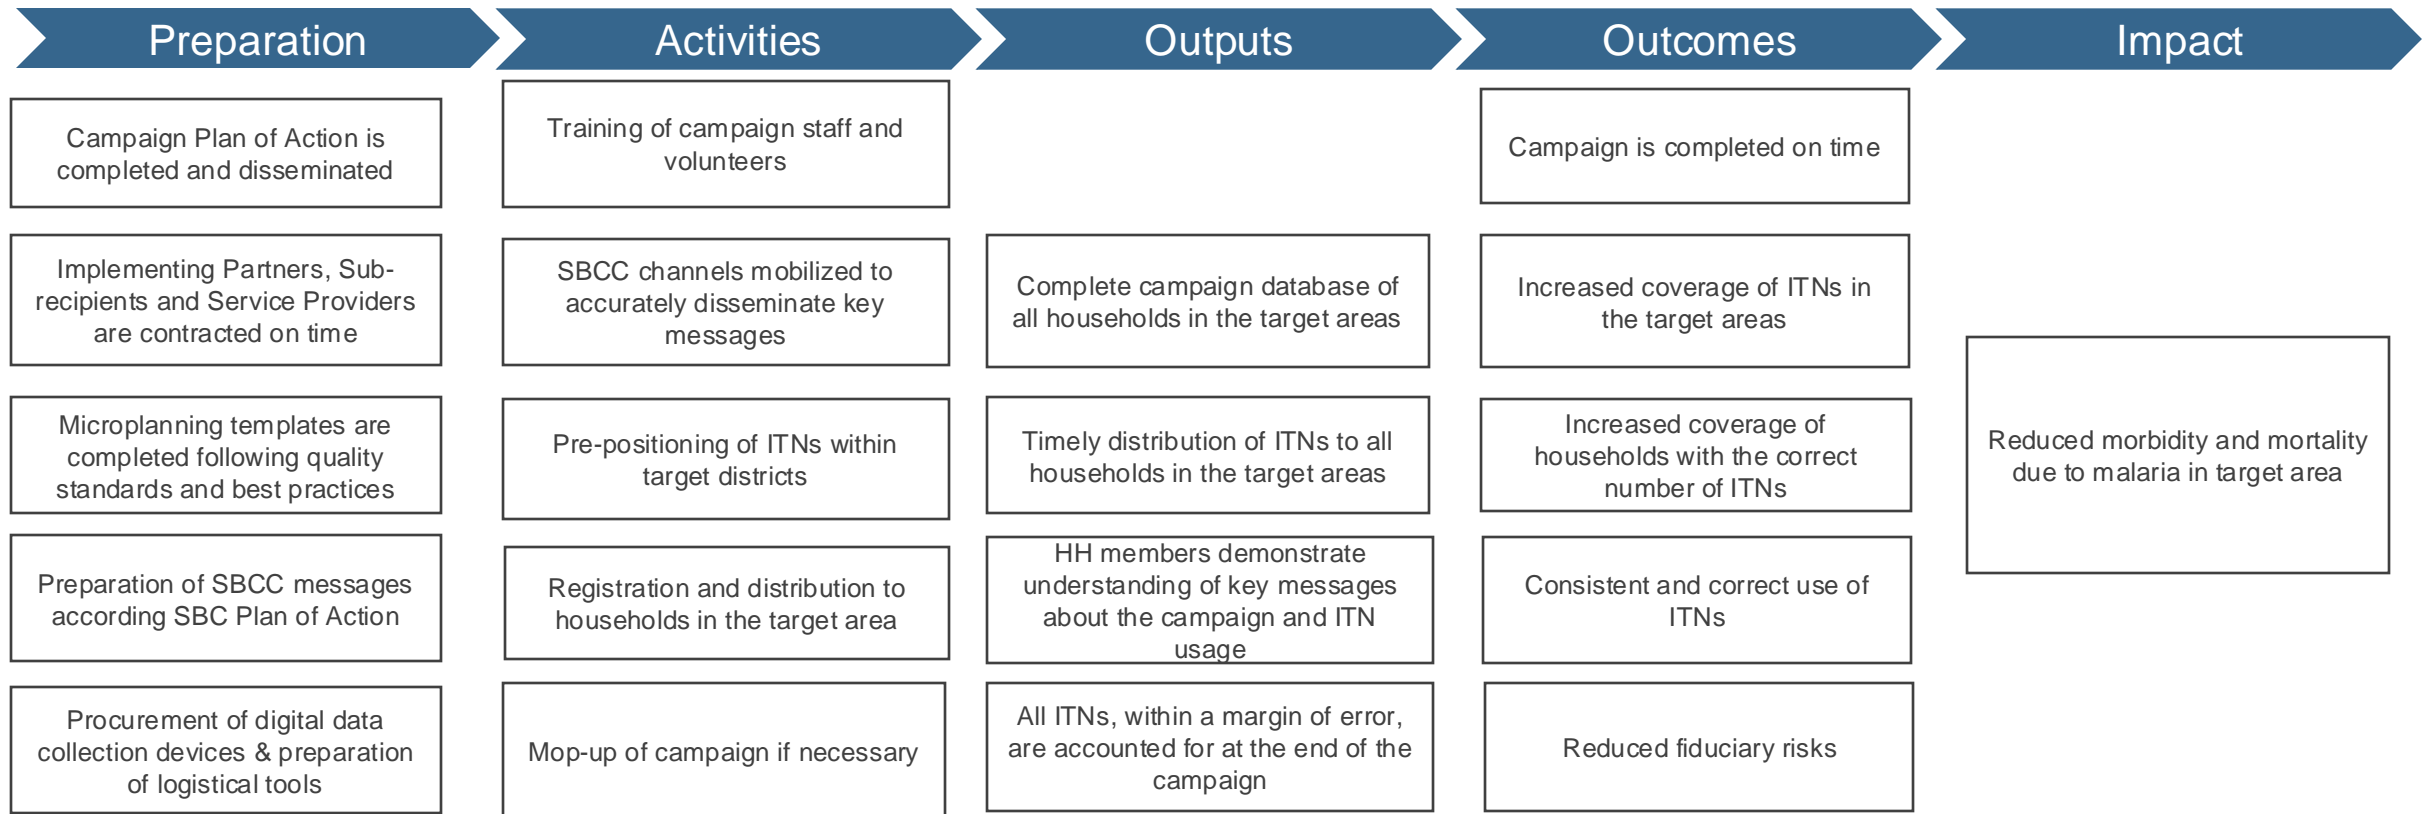 Preparation
Activities
Outputs
Outcomes
Impact
Campaign Plan of Action is
completed and disseminated
Implementing Partners, Sub-
recipients and Service Providers
are contracted on time
Microplanning templates are
completed following quality
standards and best practices
Preparation of SBCC messages
according SBC Plan of Action
Procurement of digital data
collection devices & preparation
of logistical tools
Training of campaign staff and
volunteers
SBCC channels mobilized to
accurately disseminate key
messages
Pre-positioning of ITNs within
target districts
Registration and distribution to
households in the target area
Mop-up of campaign if necessary
Complete campaign database of
all households in the target areas
Timely distribution of ITNs to all
households in the target areas
HH members demonstrate
understanding of key messages
about the campaign and ITN
usage
All ITNs, within a margin of error,
are accounted for at the end of the
campaign
Campaign is completed on time
Increased coverage of ITNs in
the target areas
Increased coverage of
households with the correct
number of ITNs
Consistent and correct use of
ITNs
Reduced fiduciary risks
Reduced morbidity and mortality
due to malaria in target area